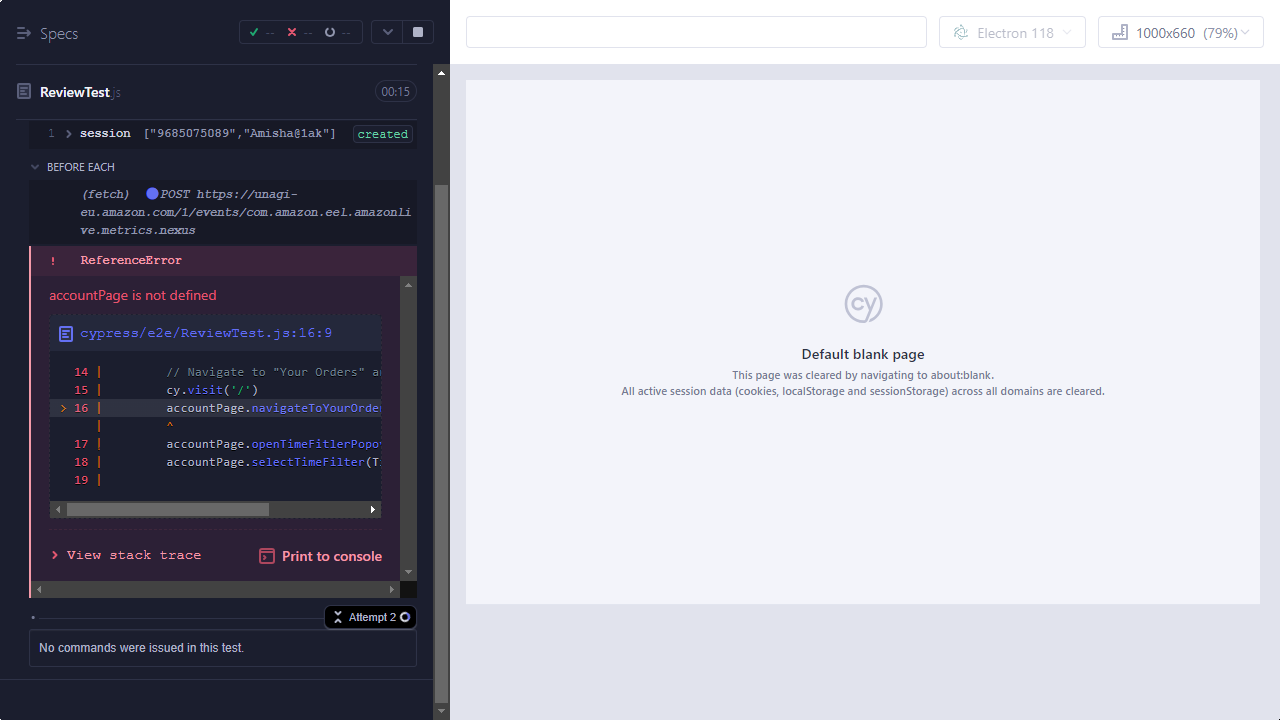 Specs
-- -- --
Electron 118
1000x660 (79%)
ReviewTest.js
00:15
1 session ["9685075089","Amisha@1ak"] created
BEFORE EACH
(fetch) POST https://unagi-
eu.amazon.com/1/events/com.amazon.eel.amazonli
ve.metrics.nexus
! ReferenceError
accountPage is not defined
cypress/e2e/ReviewTest.js:16:9
14 | // Navigate to "Your Orders" a
15 | cy.visit('/')
> 16 | accountPage.navigateToYourOrder
| ^
17 | accountPage.openTimeFitlerPopov
18 | accountPage.selectTimeFilter(Ti
19 |
View stack trace
Print to console
Attempt 2
No commands were issued in this test.
cy
Default blank page
This page was cleared by navigating to about:blank.
All active session data (cookies, localStorage and sessionStorage) across all domains are cleared.